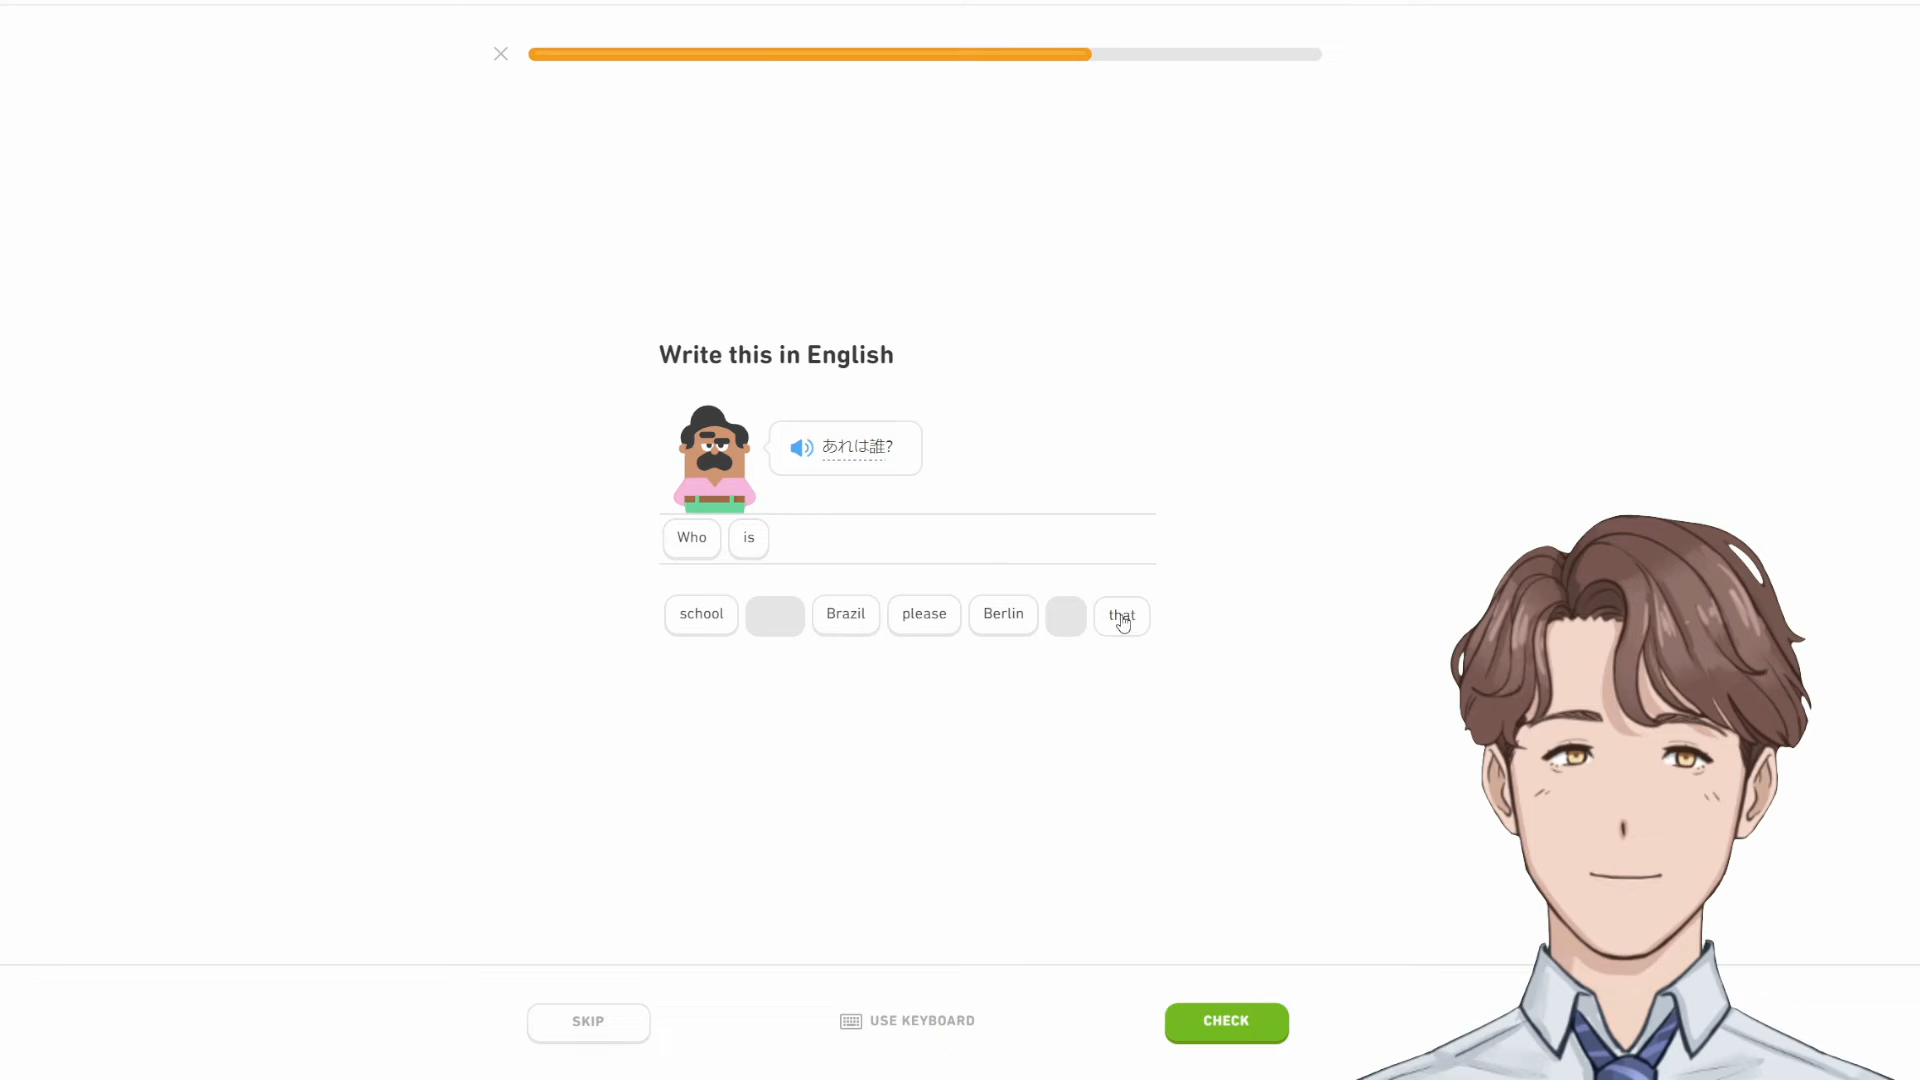 Write this in English
あれは誰?
Who is
school Brazil please Berlin that
SKIP USE KEYBOARD CHECK